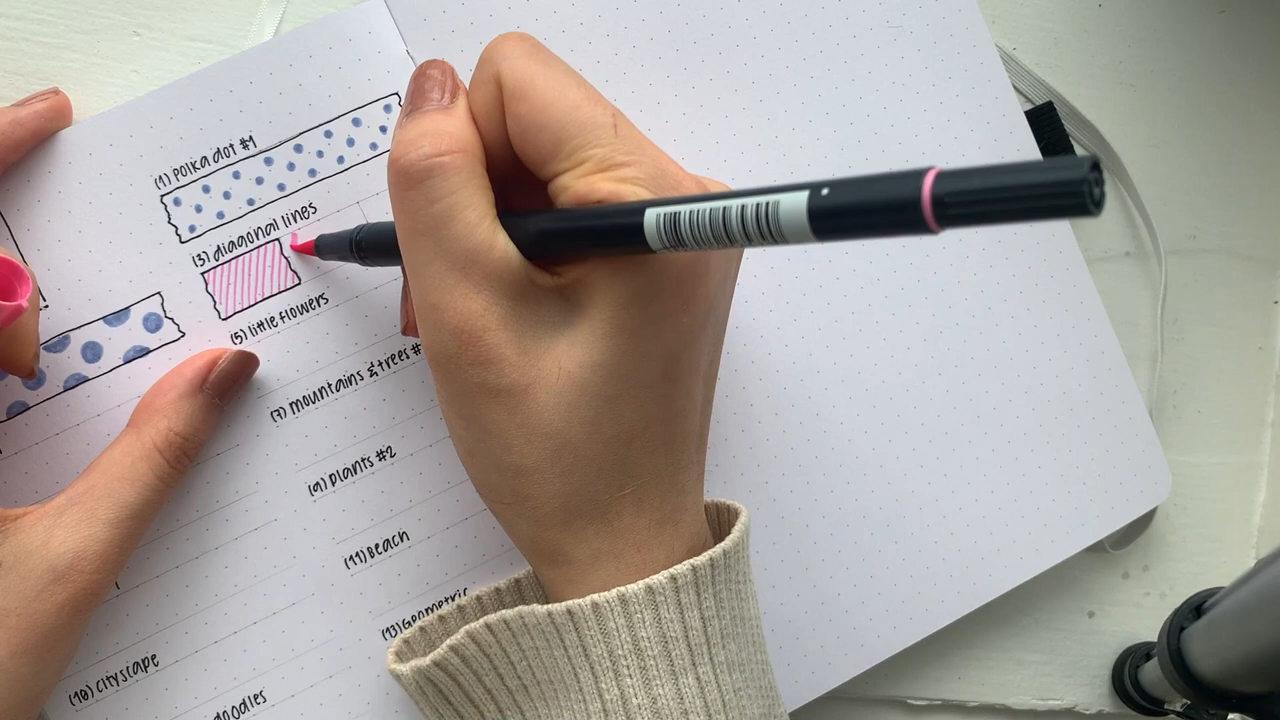 (1) polka dot #1
(3) diagonal lines
(5) little flowers
(7) mountains & trees #
(9) plants #2
(11) Beach
(13) Geometric
(10) cityscape
doodles